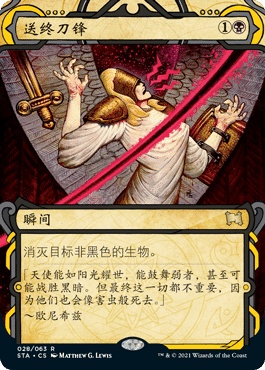 送终刀锋 1
瞬间
消灭目标非黑色的生物。
「天使能如阳光耀世，能鼓舞弱者，甚至可
能战胜黑暗。但最终这一切都不重要，因
为他们也会像害虫般死去。」
～欧尼希兹
028/063 R
STA • CS MATTHEW G. LEWIS
™ & © 2021 Wizards of the Coast